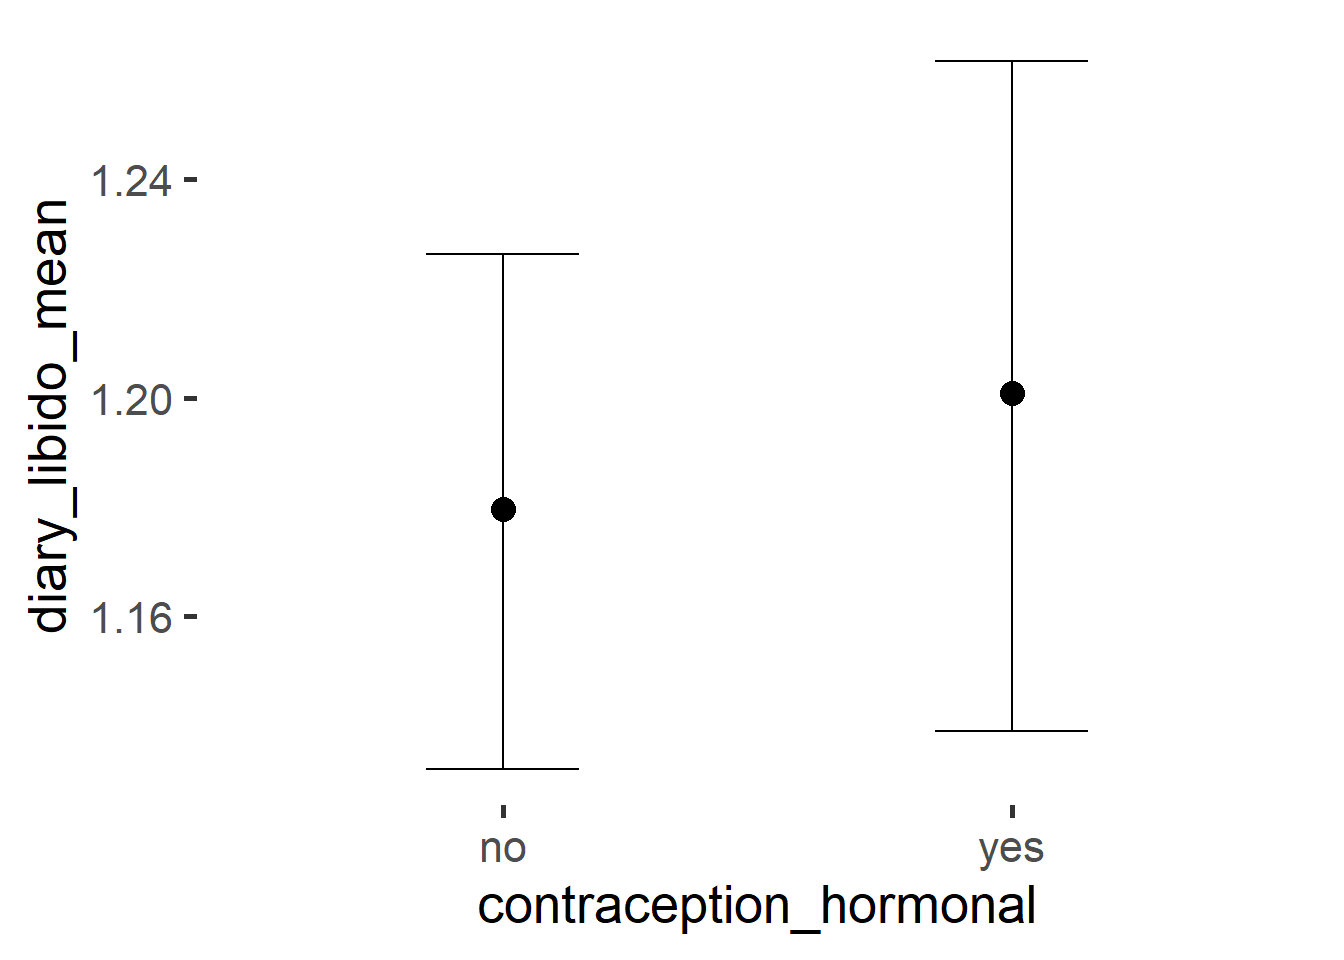 diary_libido_mean
1.24
1.20
1.16
no yes
contraception_hormonal